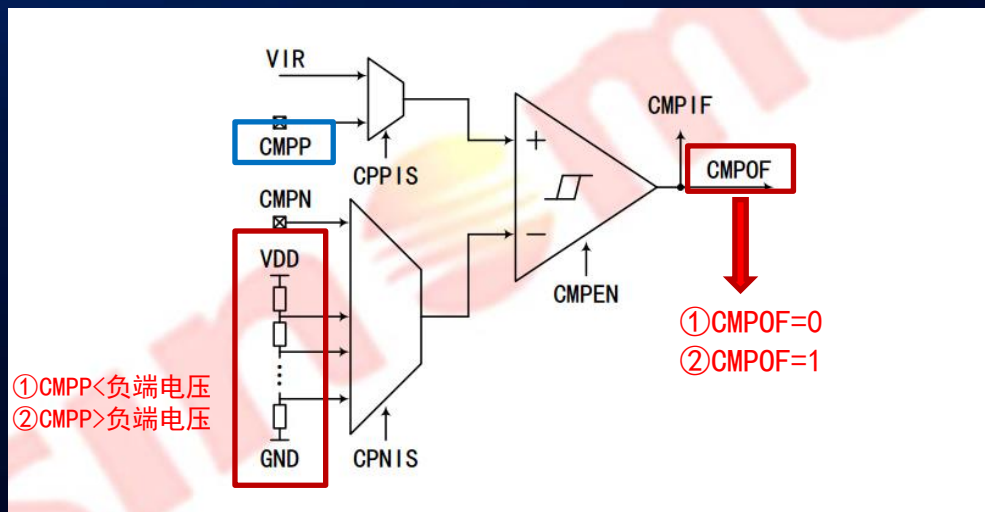 VIR
CMPP
CPPIS
CMPN
VDD
GND
CPNIS
+
−
CMPEN
CMPIF
CMPOF
①CMPOF=0
②CMPOF=1
①CMPP<负端电压
②CMPP>负端电压